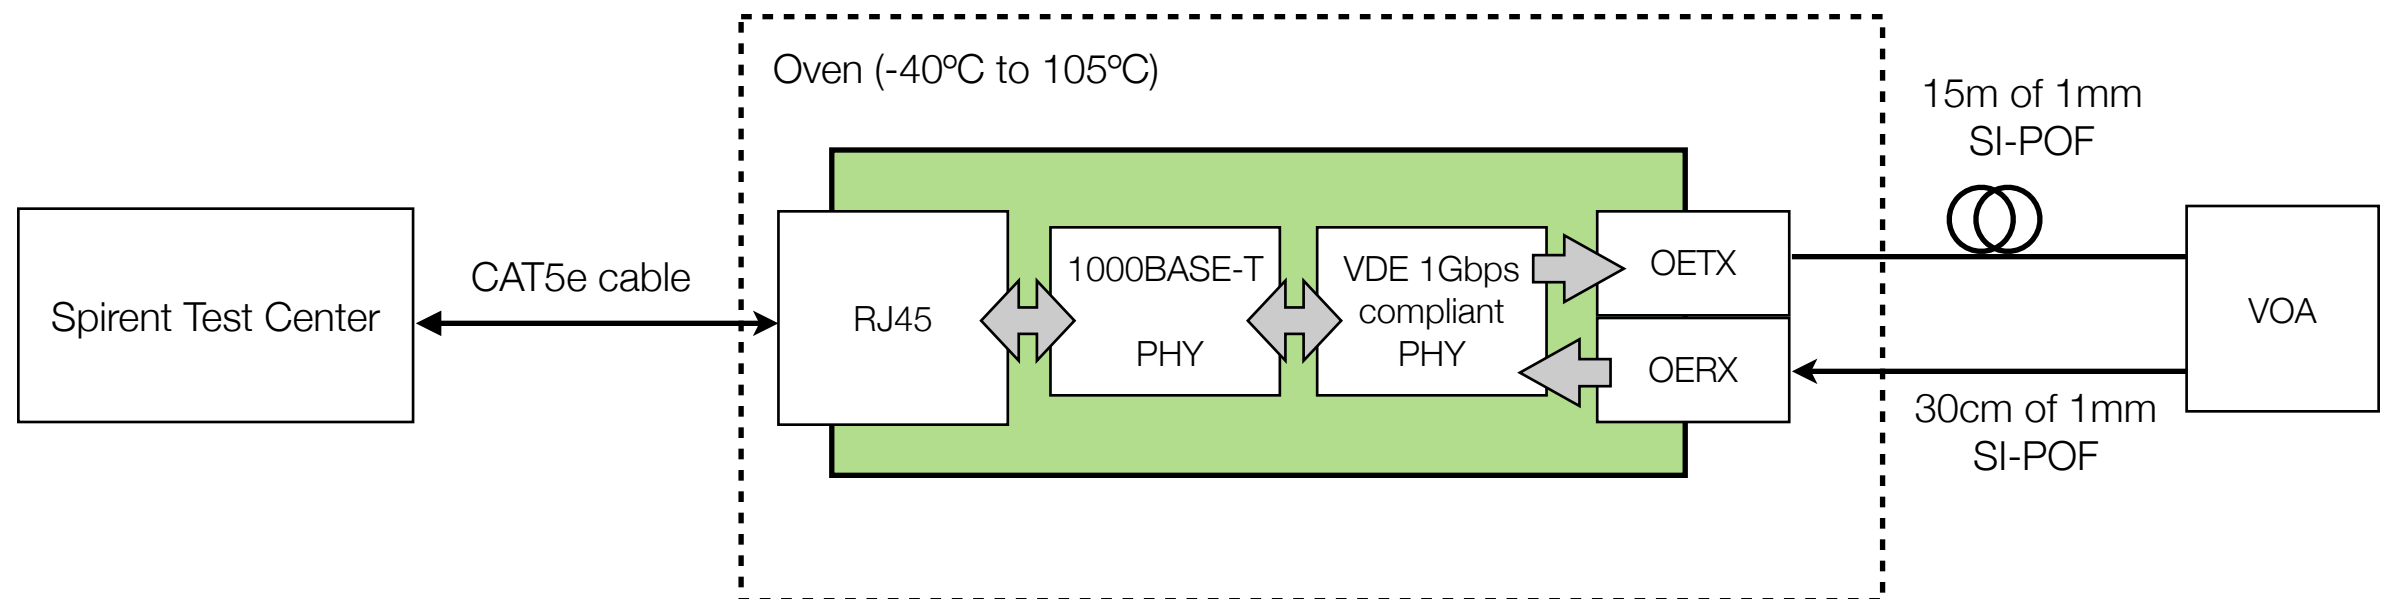 Oven (-40ºC to 105ºC)
15m of 1mm
SI-POF
Spirent Test Center
CAT5e cable
RJ45
1000BASE-T
PHY
VDE 1Gbps
compliant
PHY
OETX
OERX
VOA
30cm of 1mm
SI-POF